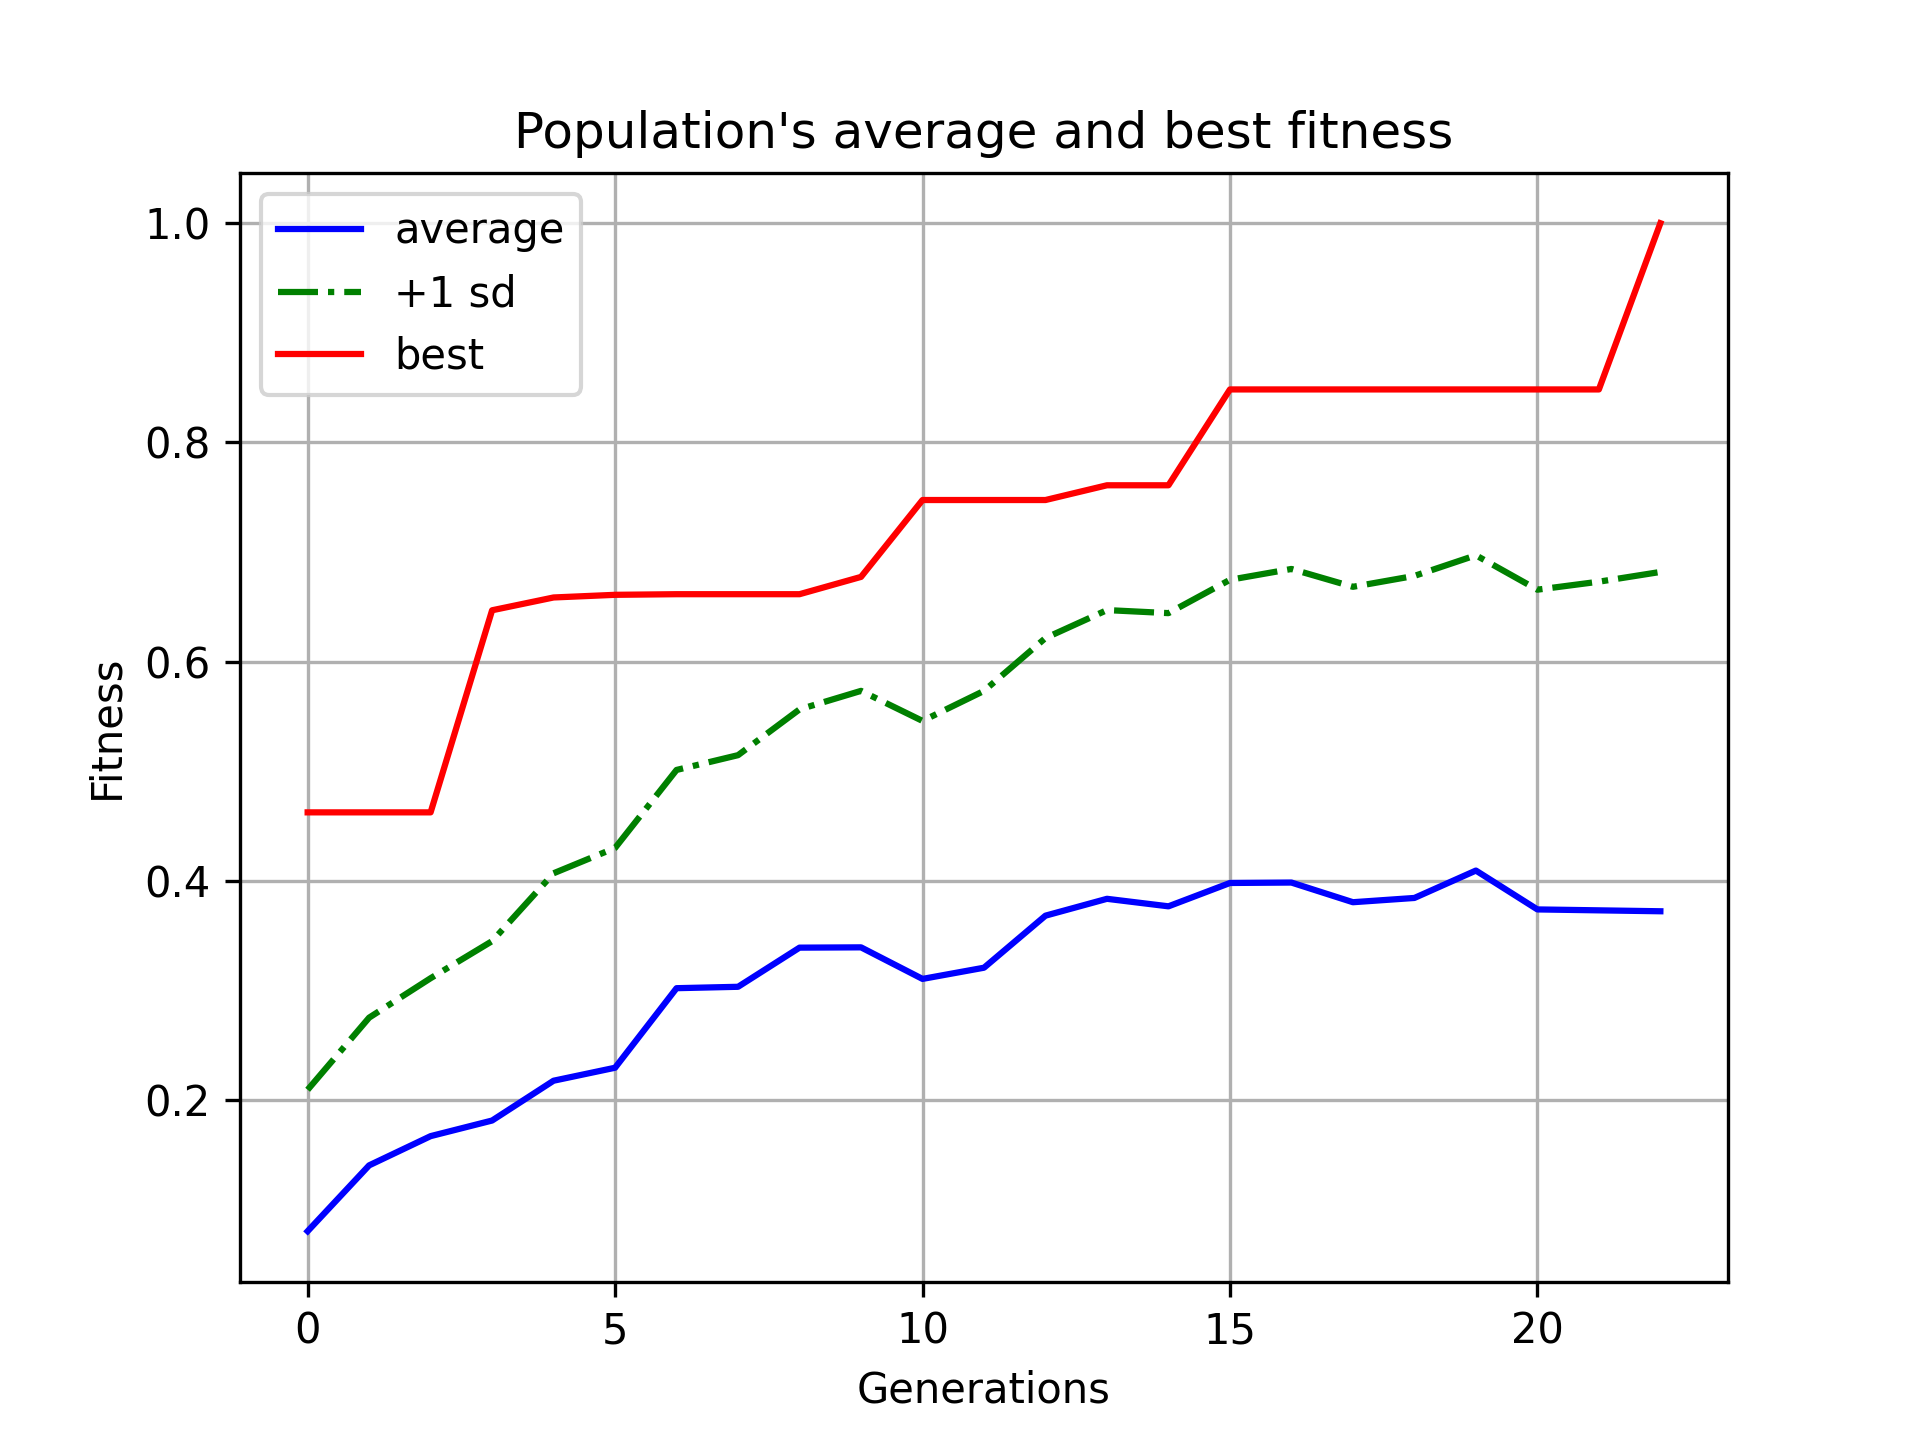 Population's average and best fitness
average
+1 sd
best
1.0
0.8
0.6
0.4
0.2
Fitness
0 5 10 15 20
Generations